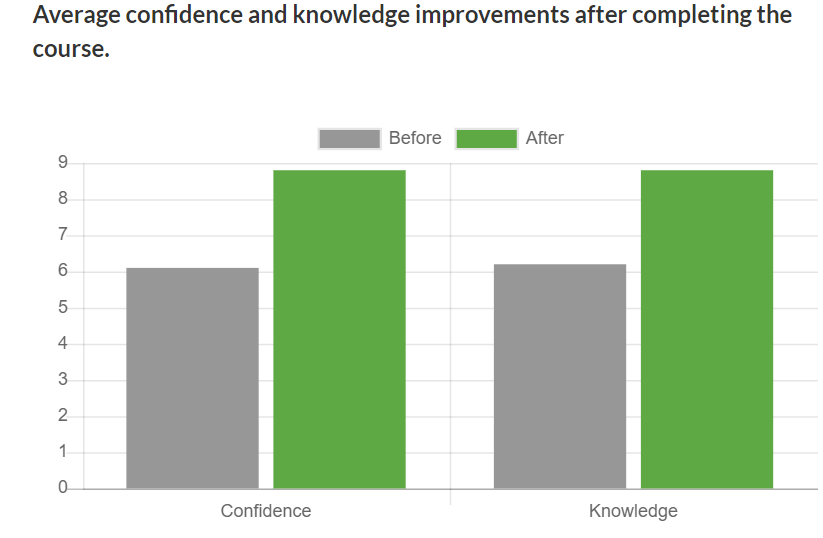 Average confidence and knowledge improvements after completing the
course.
Before After
9
8
7
6
5
4
3
2
1
0
Confidence Knowledge